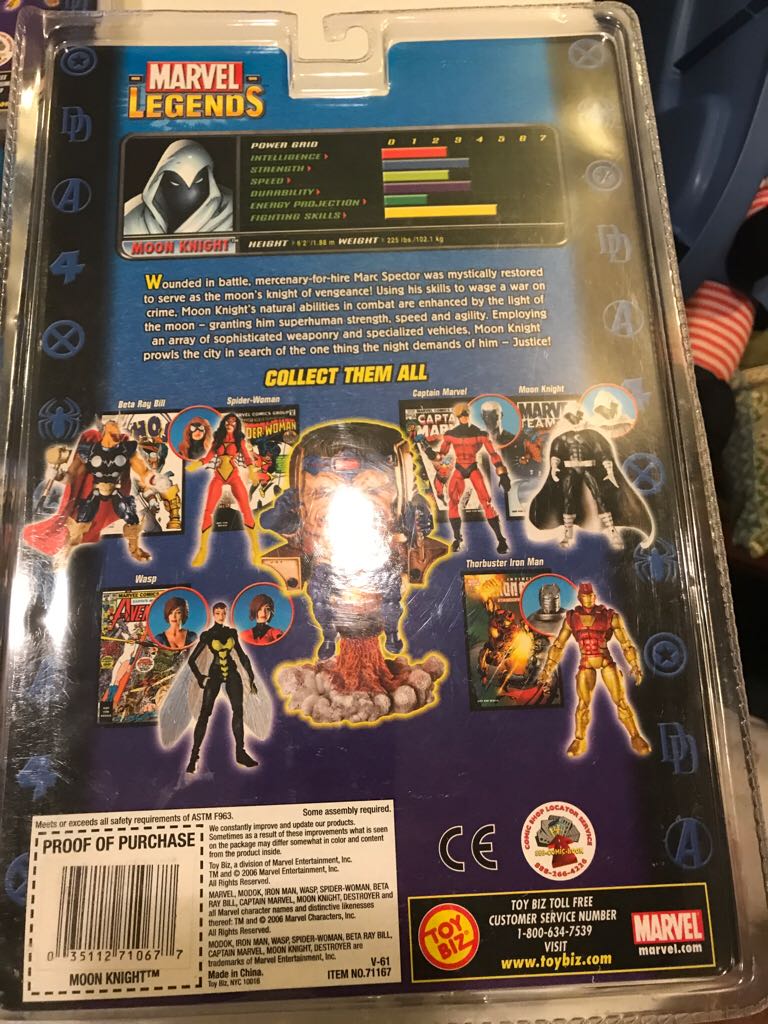 MARVEL
LEGENDS
POWER GRID
0 1 2 3 4 5 6 7
INTELLIGENCE
STRENGTH
SPEED
DURABILITY
ENERGY PROJECTION
FIGHTING SKILLS
MOON KNIGHT™ HEIGHT 6'2"/1.88 m WEIGHT 225 lbs./102.1 kg
Wounded in battle, mercenary-for-hire Marc Spector was mystically restored
to serve as the moon's knight of vengeance! Using his skills to wage a war on
crime, Moon Knight's natural abilities in combat are enhanced by the light of
the moon – granting him superhuman strength, speed and agility. Employing
an array of sophisticated weaponry and specialized vehicles, Moon Knight
prowls the city in search of the one thing the night demands of him – Justice!
COLLECT THEM ALL
Beta Ray Bill
Spider-Woman
Captain Marvel
Moon Knight
Wasp
Thorbuster Iron Man
Meets or exceeds all safety requirements of ASTM F963.
Some assembly required.
PROOF OF PURCHASE
0 35112 71067 7
MOON KNIGHT™
We constantly improve and update our products.
Sometimes as a result of these improvements what is seen
on the package may differ somewhat in color and content
from the product inside.
Toy Biz, a division of Marvel Entertainment, Inc.
TM and © 2006 Marvel Entertainment, Inc.
All Rights Reserved.
MARVEL, MODOK, IRON MAN, WASP, SPIDER-WOMAN, BETA
RAY BILL, CAPTAIN MARVEL, MOON KNIGHT, DESTROYER and
all Marvel character names and distinctive likenesses
thereof: TM and © 2006 Marvel Characters, Inc.
All Rights Reserved.
MODOK, IRON MAN, WASP, SPIDER-WOMAN, BETA RAY BILL,
CAPTAIN MARVEL, MOON KNIGHT, DESTROYER are
trademarks of Marvel Entertainment, Inc.
V-61
Made in China.
Toy Biz, NYC 10016
ITEM NO.71167
CE
COMIC SHOP LOCATOR SERVICE
888-COMIC-BOOK
888-266-4226
TOY BIZ
TOY BIZ TOLL FREE
CUSTOMER SERVICE NUMBER
1-800-634-7539
VISIT
www.toybiz.com
MARVEL
marvel.com